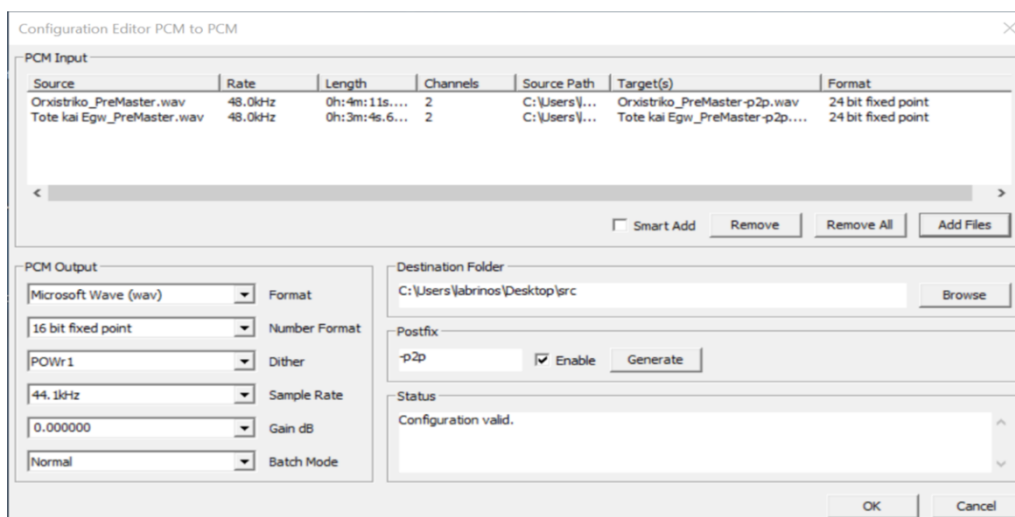 Configuration Editor PCM to PCM
PCM Input
Source Rate Length Channels Source Path Target(s) Format
Orxistriko_PreMaster.wav 48.0kHz 0h:4m:11s.... 2 C:\Users\l... Orxistriko_PreMaster-p2p.wav 24 bit fixed point
Tote kai Egw_PreMaster.wav 48.0kHz 0h:3m:4s.6... 2 C:\Users\l... Tote kai Egw_PreMaster-p2p.... 24 bit fixed point
Smart Add Remove Remove All Add Files
PCM Output
Microsoft Wave (wav) Format
16 bit fixed point Number Format
POWr1 Dither
44.1kHz Sample Rate
0.000000 Gain dB
Normal Batch Mode
Destination Folder
C:\Users\labrinos\Desktop\src Browse
Postfix
-p2p Enable Generate
Status
Configuration valid.
OK Cancel